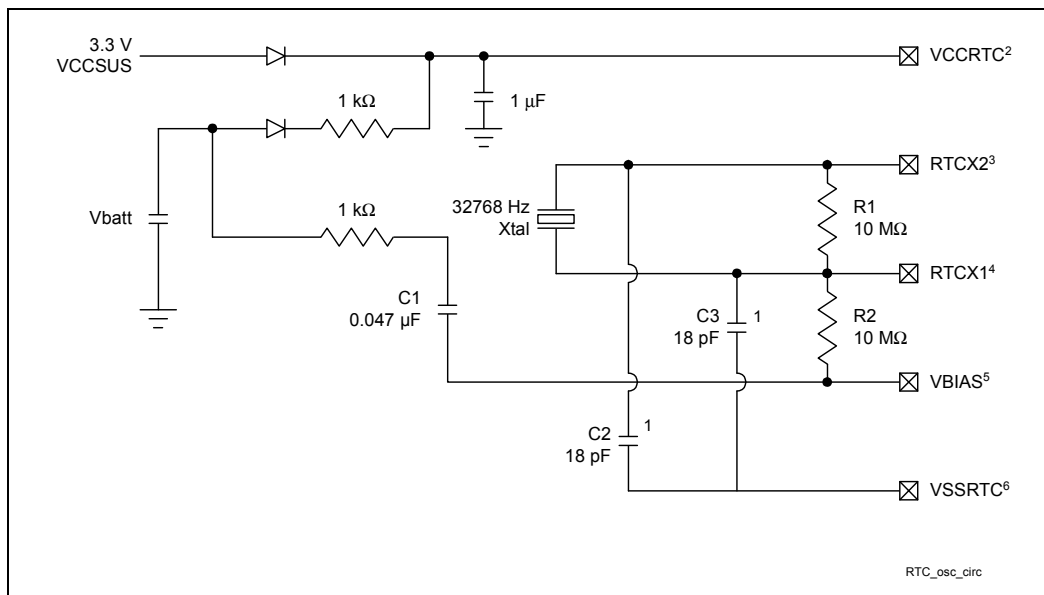 3.3 V
VCCSUS
VCCRTC²
1 kΩ
1 µF
RTCX2³
Vbatt
1 kΩ
32768 Hz
Xtal
R1
10 MΩ
RTCX1⁴
C1
0.047 µF
C3
18 pF
1
R2
10 MΩ
VBIAS⁵
C2
18 pF
1
VSSRTC⁶
RTC_osc_circ